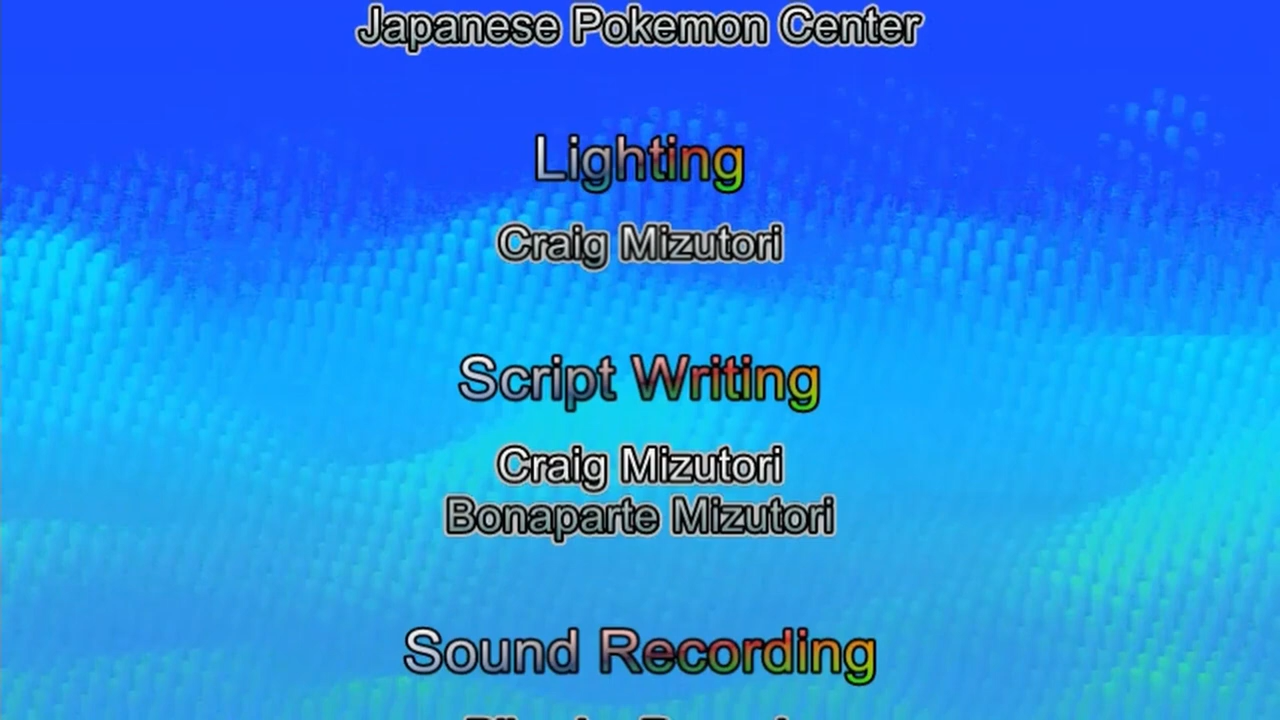 Japanese Pokemon Center
Lighting
Craig Mizutori
Script Writing
Craig Mizutori
Bonaparte Mizutori
Sound Recording